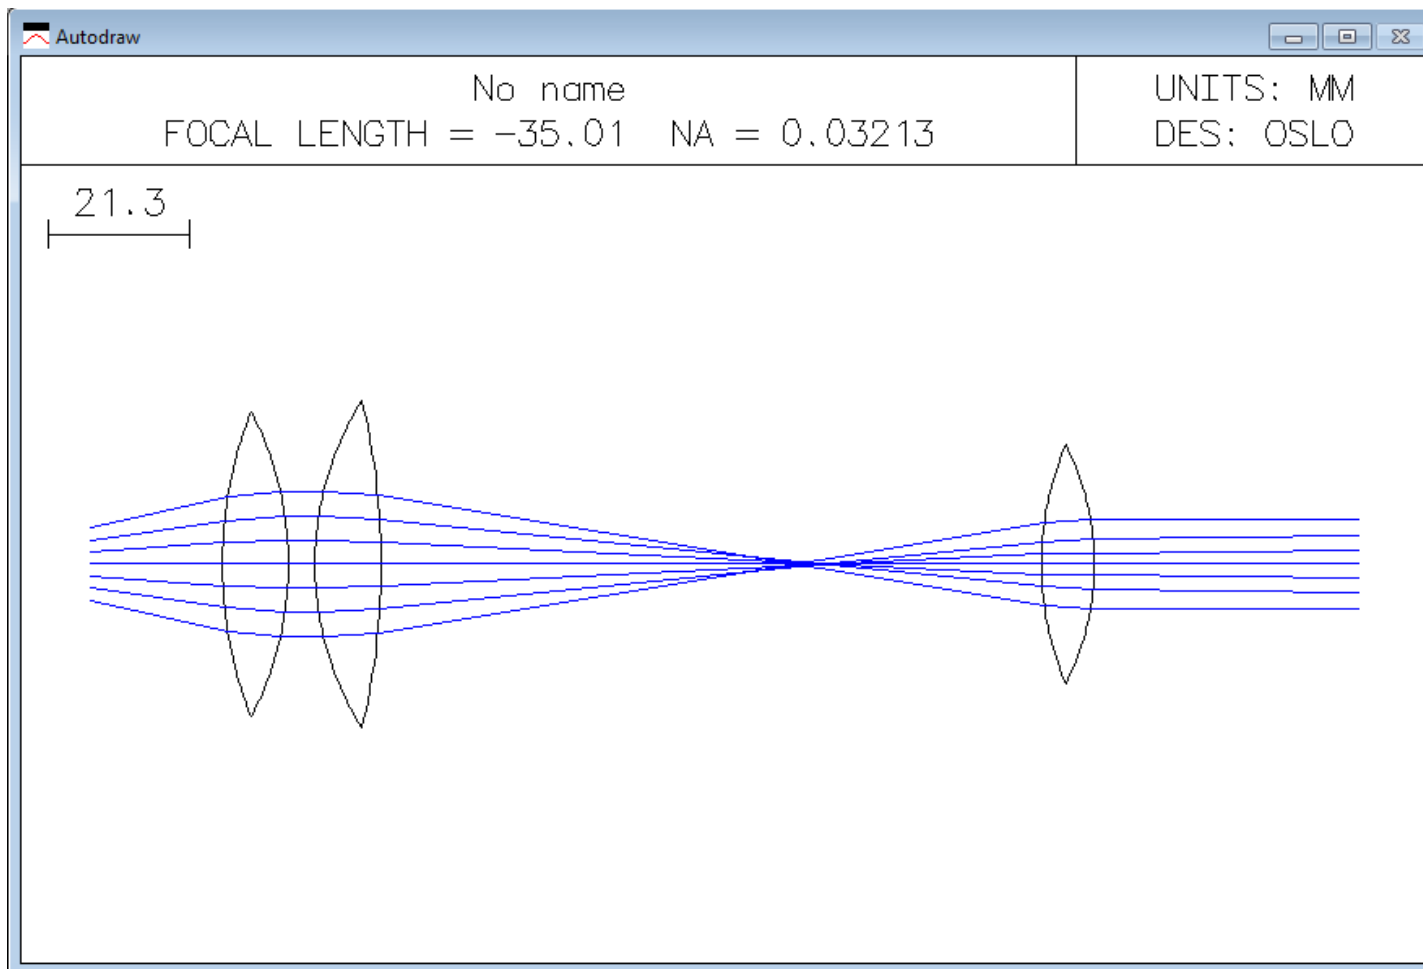 Autodraw
No name
FOCAL LENGTH = -35.01 NA = 0.03213
UNITS: MM
DES: OSLO
21.3